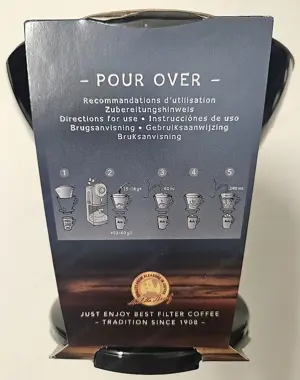 – POUR OVER –
Recommandations d'utilisation
Zubereitungshinweis
Directions for use • Instrucciónes de uso
Brugsanvisning • Gebruiksaanwijzing
Bruksanvisning
1 2 3 4 5
JUST ENJOY BEST FILTER COFFEE
– TRADITION SINCE 1908 –